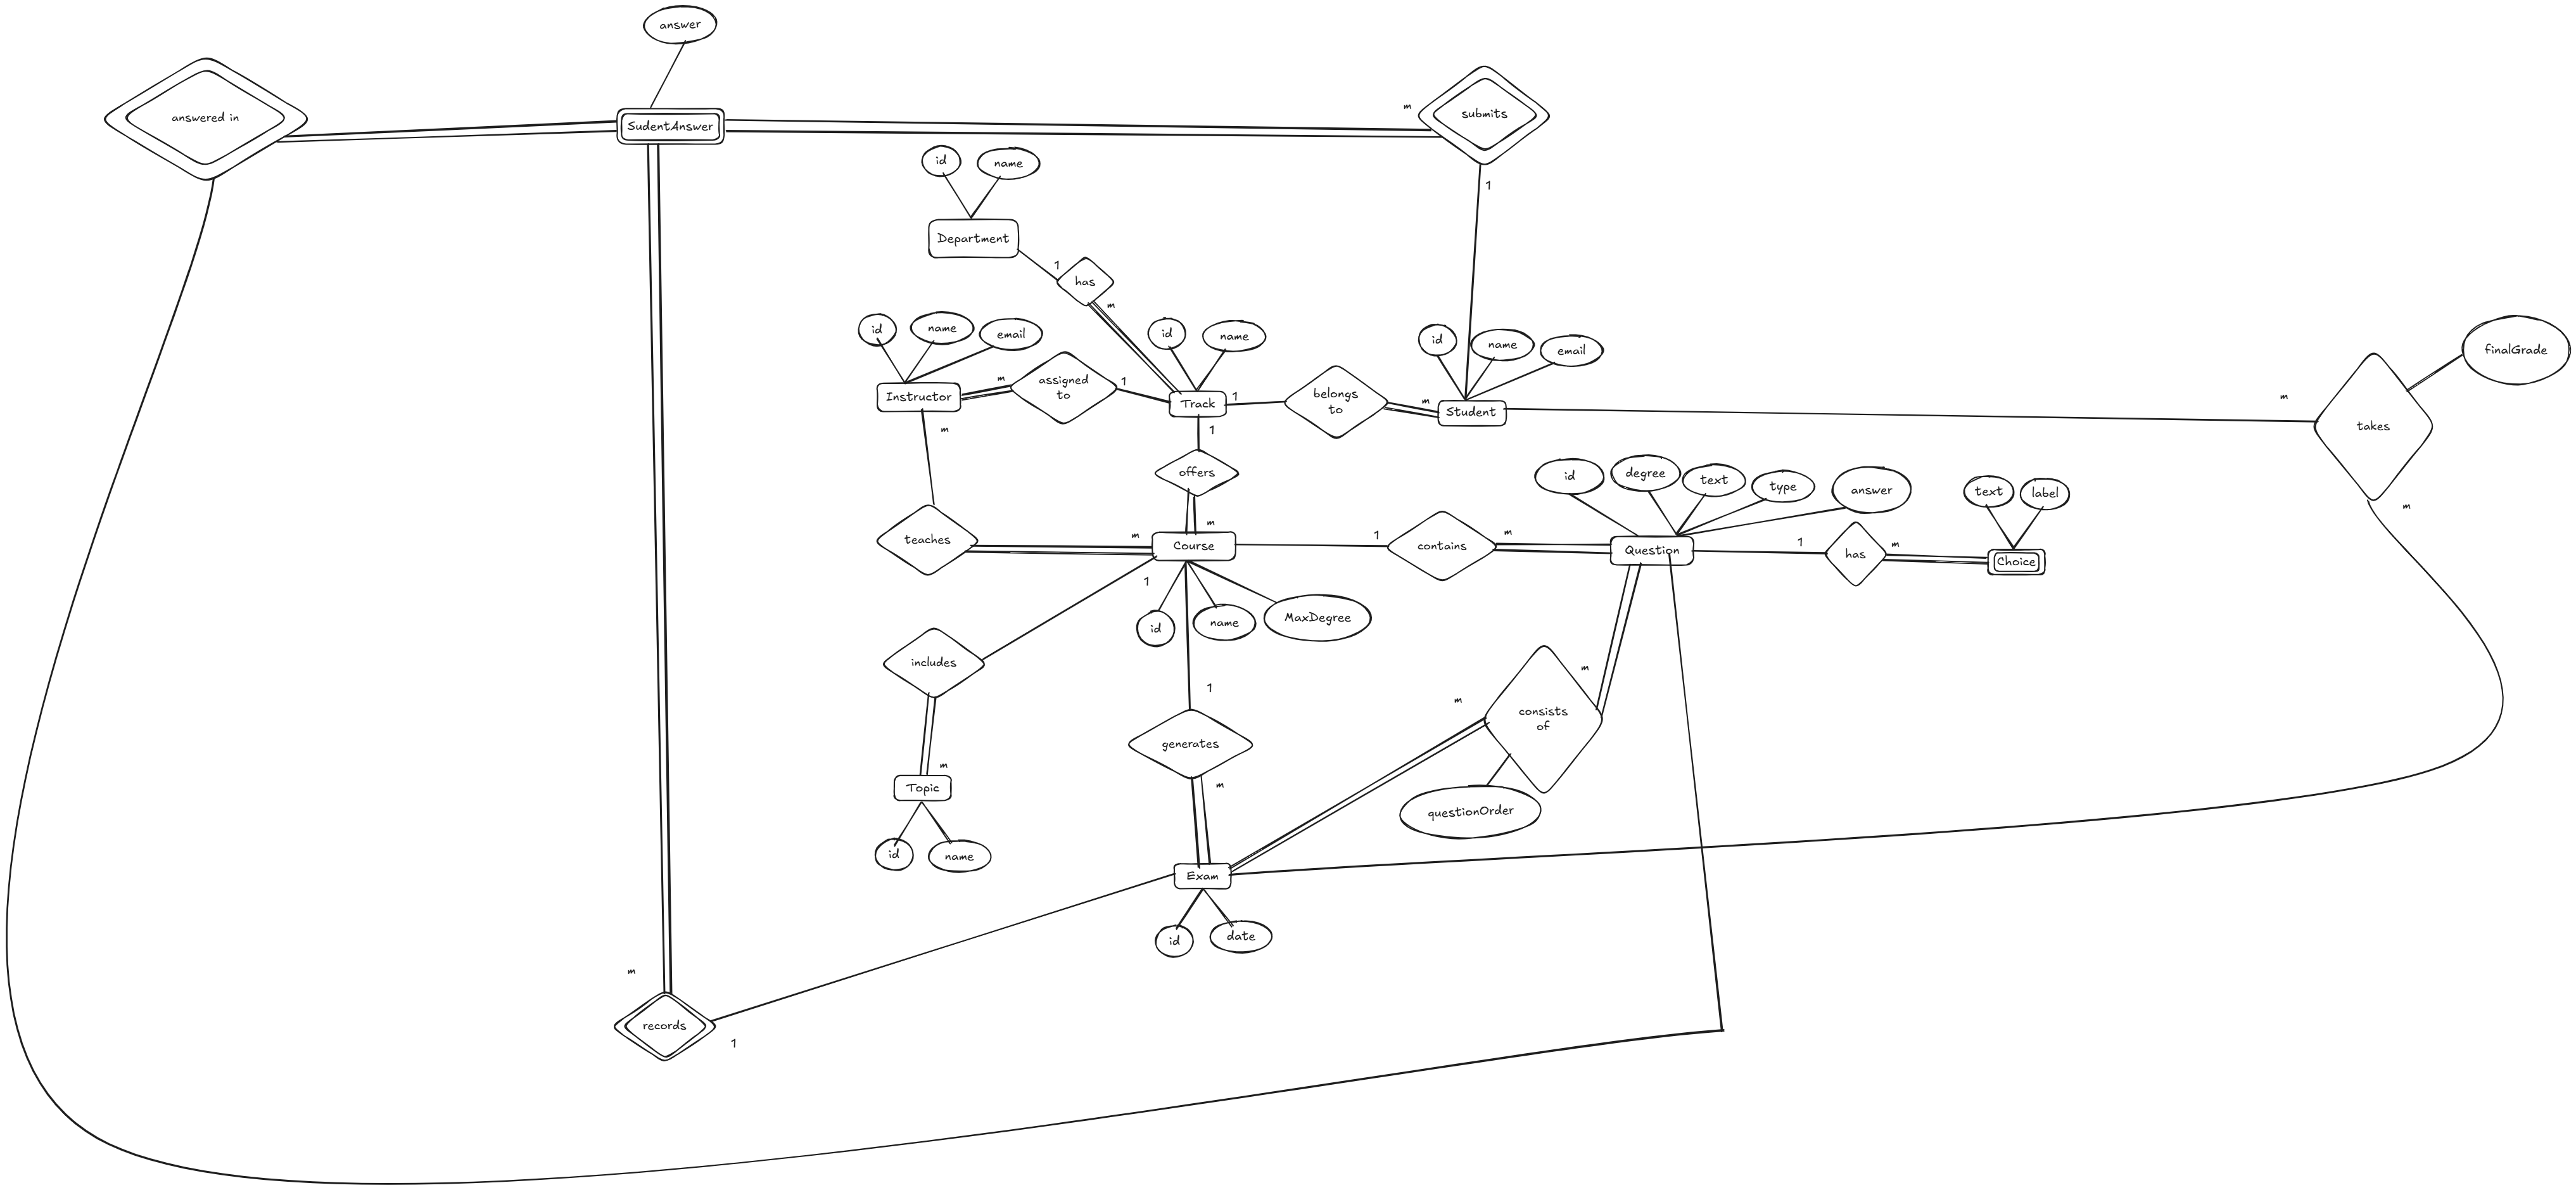 answer
answered in
SudentAnswer
m
submits
1
id
name
Department
1
has
m
id
name
email
id
name
id
name
email
finalGrade
Instructor
m
assigned
to
1
Track
1
belongs
to
m
Student
m
takes
m
1
m
offers
m
id
degree
text
type
answer
text
label
teaches
m
Course
1
contains
m
Question
1
has
m
Choice
1
id
name
MaxDegree
includes
m
1
generates
m
m
m
consists
of
questionOrder
Topic
id
name
Exam
id
date
m
records
1